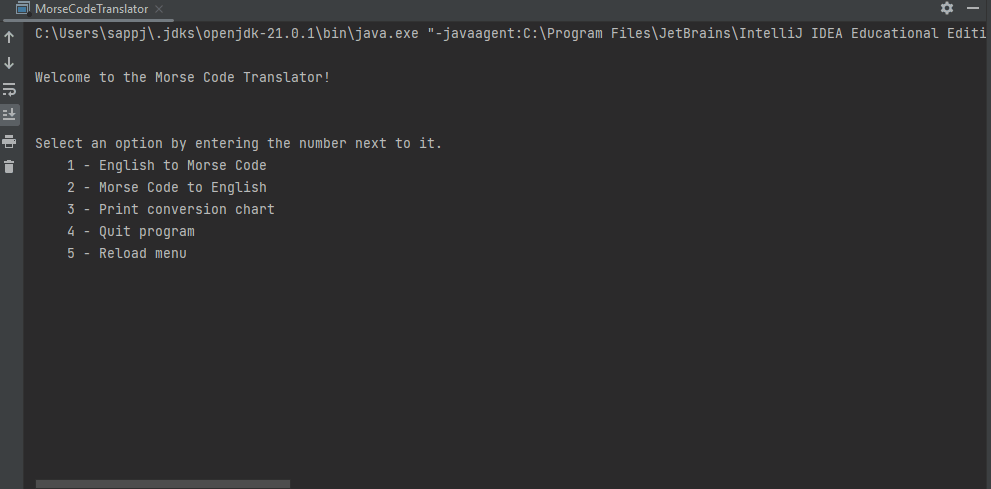 MorseCodeTranslator
C:\Users\sappj\.jdks\openjdk-21.0.1\bin\java.exe "-javaagent:C:\Program Files\JetBrains\IntelliJ IDEA Educational Editi
Welcome to the Morse Code Translator!
Select an option by entering the number next to it.
1 - English to Morse Code
2 - Morse Code to English
3 - Print conversion chart
4 - Quit program
5 - Reload menu